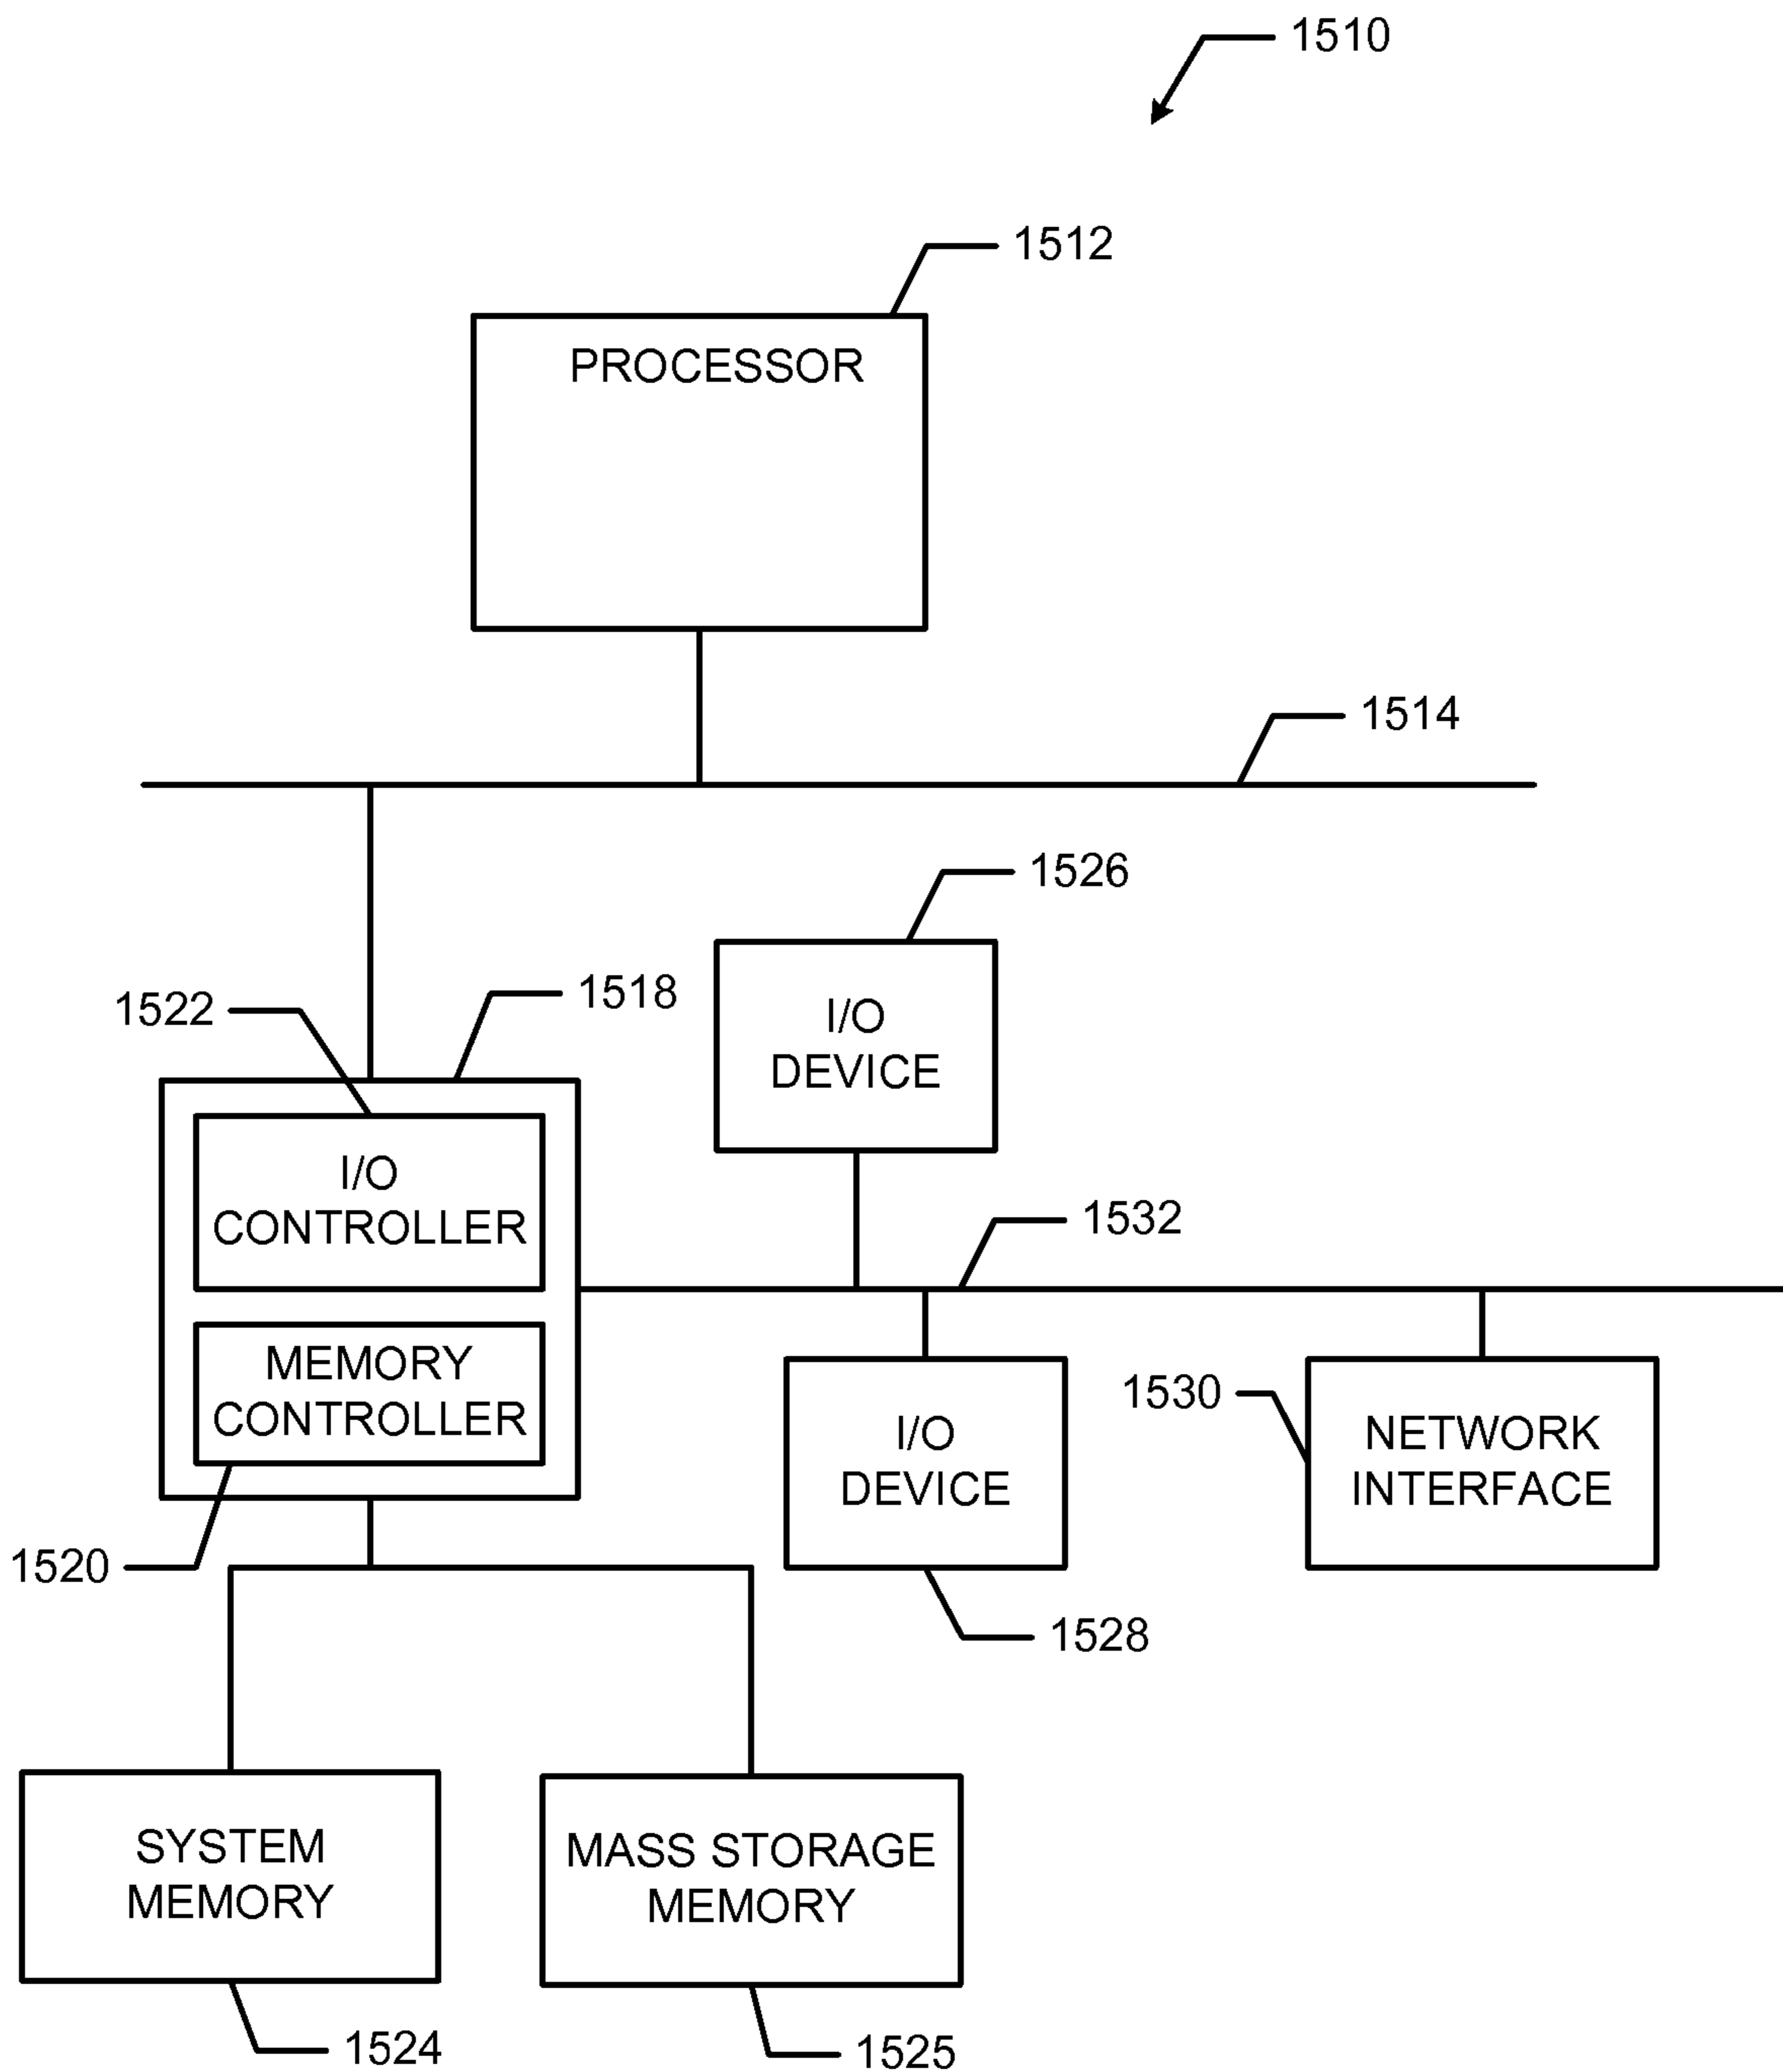 1510
1512
PROCESSOR
1514
1526
1522
1518
I/O
DEVICE
I/O
CONTROLLER
1532
MEMORY
CONTROLLER
1530
I/O
DEVICE
NETWORK
INTERFACE
1520
1528
SYSTEM
MEMORY
MASS STORAGE
MEMORY
1524
1525